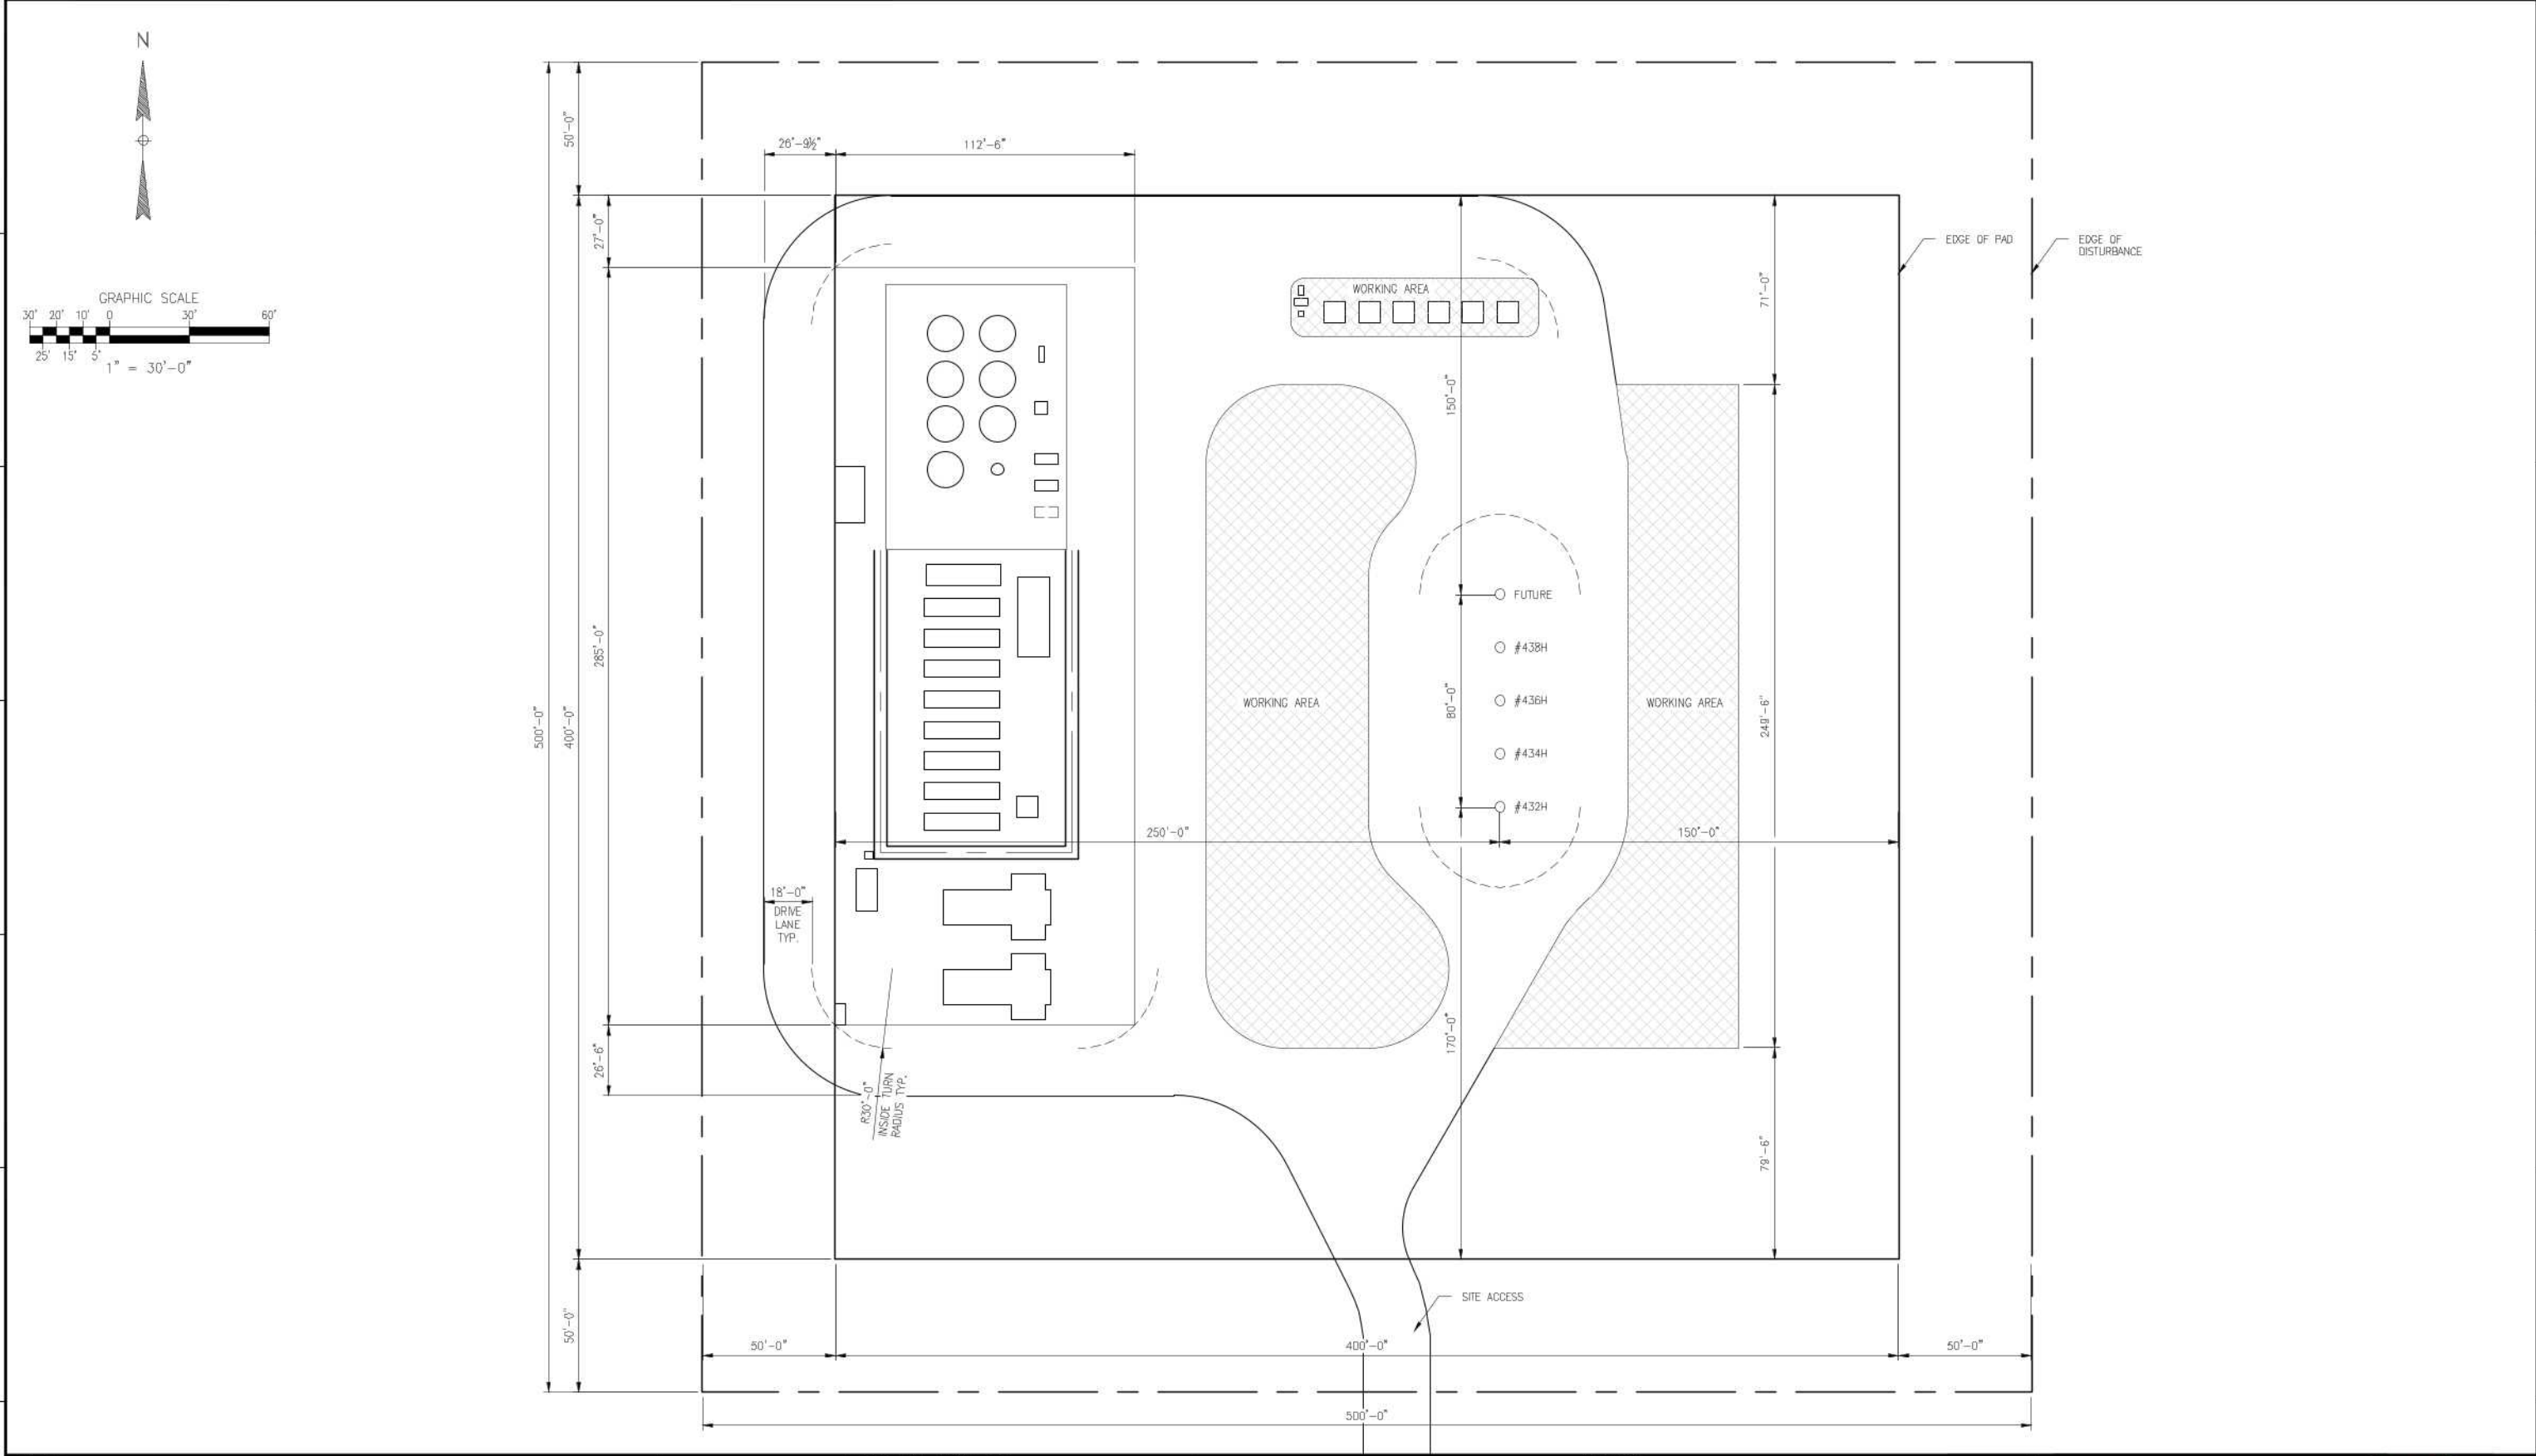 N
GRAPHIC SCALE
30' 20' 10' 0 30' 60'
25' 15' 5'
1" = 30'-0"
50'-0"
26'-9½"
112'-6"
27'-0"
EDGE OF PAD
EDGE OF
DISTURBANCE
WORKING AREA
71'-0"
150'-0"
FUTURE
#438H
285'-0"
500'-0"
400'-0"
WORKING AREA
80'-0"
#436H
WORKING AREA
249'-6"
#434H
#432H
250'-0"
150'-0"
18'-0"
DRIVE
LANE
TYP.
26'-6"
R30'-0"
INSIDE TURN
RADIUS TYP.
170'-0"
79'-6"
SITE ACCESS
50'-0"
50'-0"
400'-0"
50'-0"
500'-0"